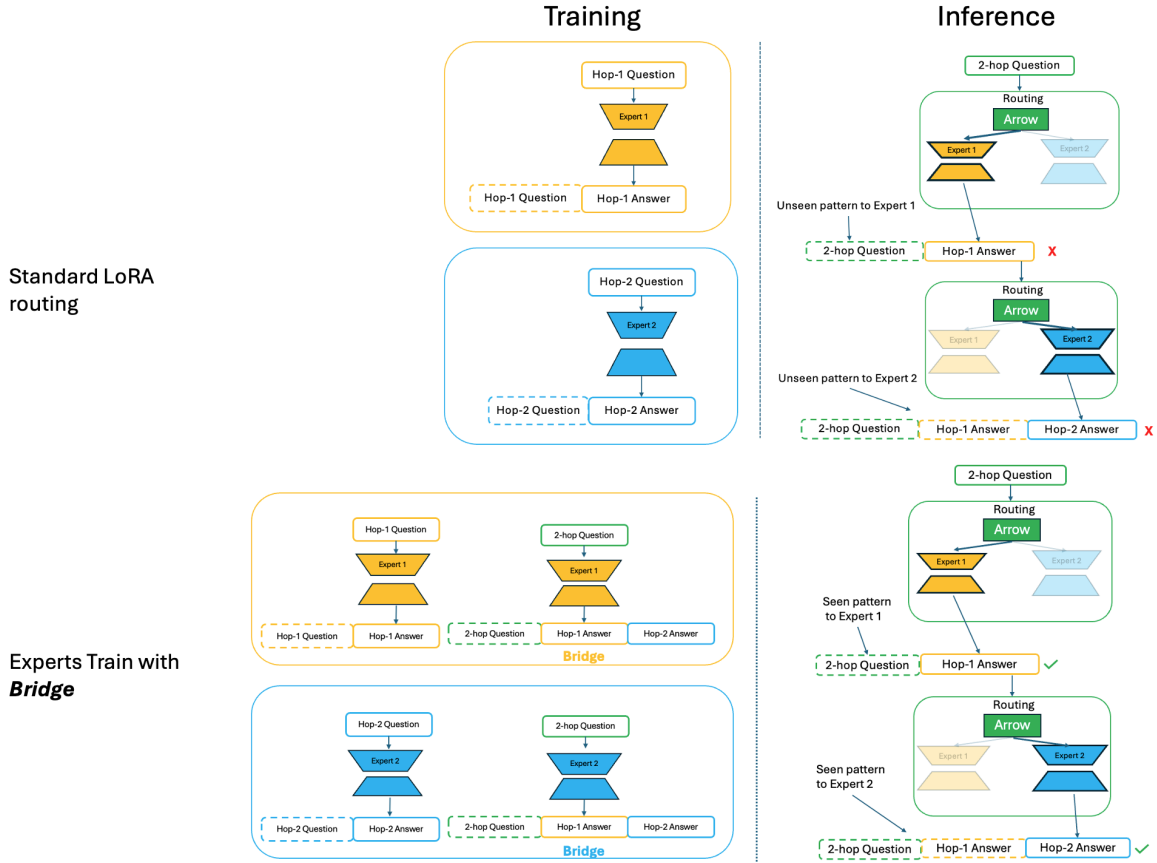 Training
Inference
Standard LoRA
routing
Hop-1 Question
Expert 1
Hop-1 Question
Hop-1 Answer
Hop-2 Question
Expert 2
Hop-2 Question
Hop-2 Answer
2-hop Question
Routing
Arrow
Expert 1
Expert 2
Unseen pattern to Expert 1
2-hop Question
Hop-1 Answer
X
Routing
Arrow
Expert 1
Expert 2
Unseen pattern to Expert 2
2-hop Question
Hop-1 Answer
Hop-2 Answer
X
Experts Train with
Bridge
Hop-1 Question
Expert 1
Hop-1 Question
Hop-1 Answer
2-hop Question
Expert 1
2-hop Question
Hop-1 Answer
Hop-2 Answer
Bridge
Hop-2 Question
Expert 2
Hop-2 Question
Hop-2 Answer
2-hop Question
Expert 2
2-hop Question
Hop-1 Answer
Hop-2 Answer
Bridge
2-hop Question
Routing
Arrow
Expert 1
Expert 2
Seen pattern
to Expert 1
2-hop Question
Hop-1 Answer
Routing
Arrow
Expert 1
Expert 2
Seen pattern
to Expert 2
2-hop Question
Hop-1 Answer
Hop-2 Answer